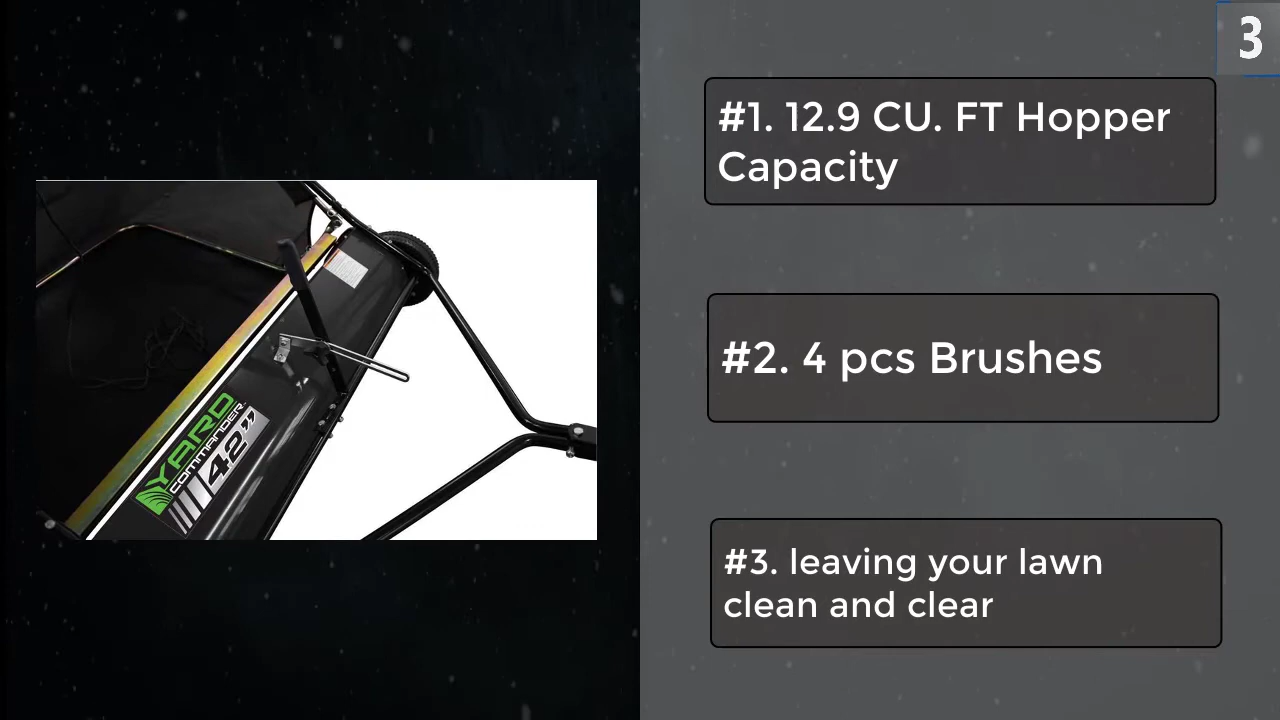 3
#1. 12.9 CU. FT Hopper
Capacity
#2. 4 pcs Brushes
#3. leaving your lawn
clean and clear
YARD
COMMANDER
42"